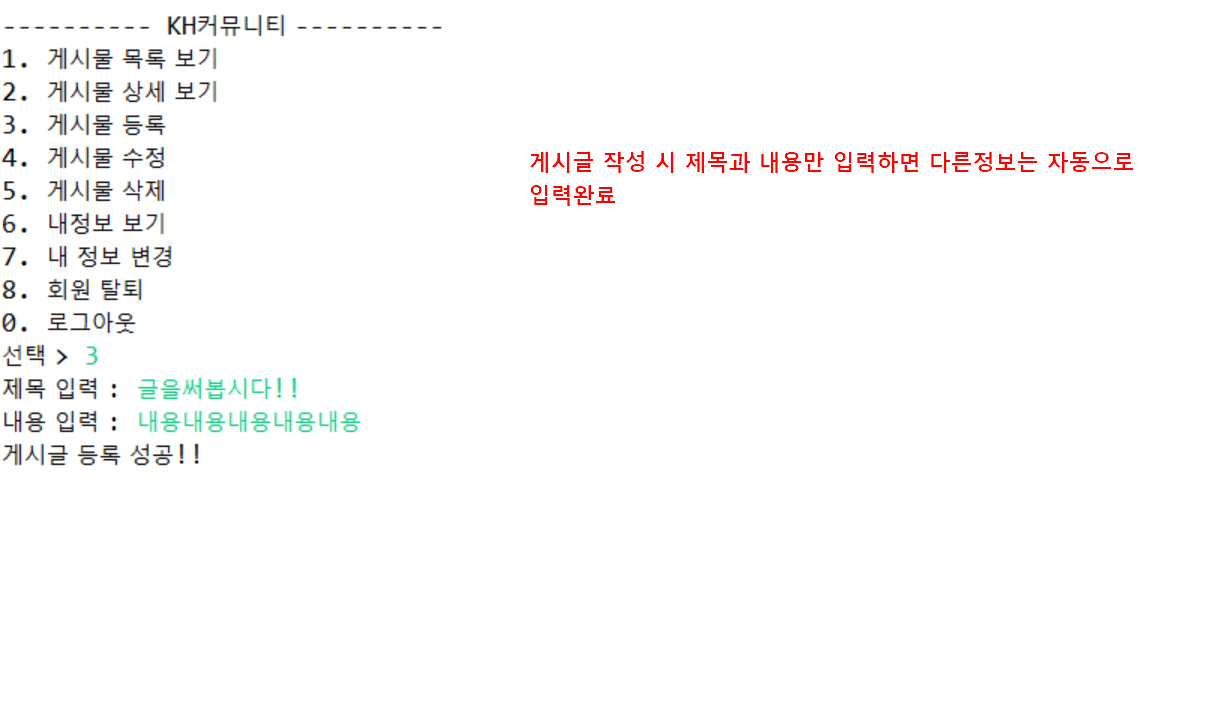 ---------- KH커뮤니티 ----------
1. 게시물 목록 보기
2. 게시물 상세 보기
3. 게시물 등록
4. 게시물 수정
5. 게시물 삭제
6. 내정보 보기
7. 내 정보 변경
8. 회원 탈퇴
0. 로그아웃
선택 > 3
제목 입력 : 글을써봅시다!!
내용 입력 : 내용내용내용내용내용
게시글 등록 성공!!
게시글 작성 시 제목과 내용만 입력하면 다른정보는 자동으로
입력완료